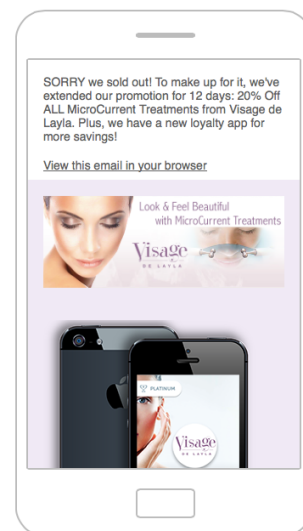 SORRY we sold out! To make up for it, we've
extended our promotion for 12 days: 20% Off
ALL MicroCurrent Treatments from Visage de
Layla. Plus, we have a new loyalty app for
more savings!
View this email in your browser
Look & Feel Beautiful
with MicroCurrent Treatments
Visage
DE LAYLA
PLATINUM
Visage
DE LAYLA